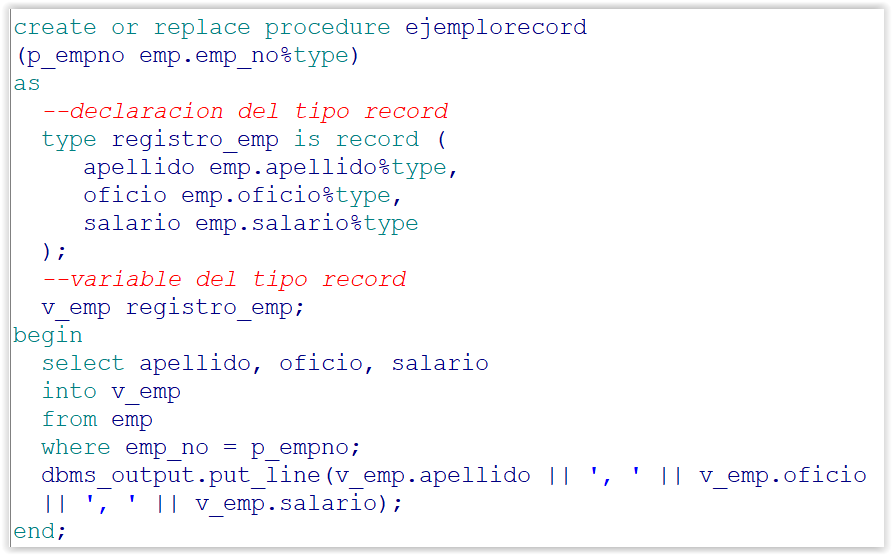 create or replace procedure ejemplorecord
(p_empno emp.emp_no%type)
as
  --declaracion del tipo record
  type registro_emp is record (
     apellido emp.apellido%type,
     oficio emp.oficio%type,
     salario emp.salario%type
  );
  --variable del tipo record
  v_emp registro_emp;
begin
  select apellido, oficio, salario
  into v_emp
  from emp
  where emp_no = p_empno;
  dbms_output.put_line(v_emp.apellido || ', ' || v_emp.oficio
  || ', ' || v_emp.salario);
end;